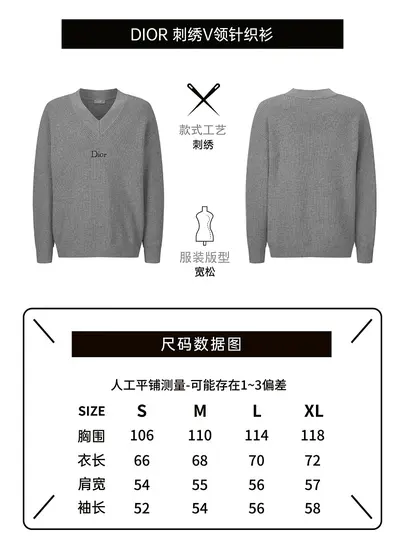 DIOR 刺绣V领针织衫
Dior
款式工艺
刺绣
服装版型
宽松
尺码数据图
人工平铺测量-可能存在1~3偏差
SIZE S M L XL
胸围 106 110 114 118
衣长 66 68 70 72
肩宽 54 55 56 57
袖长 52 54 56 58